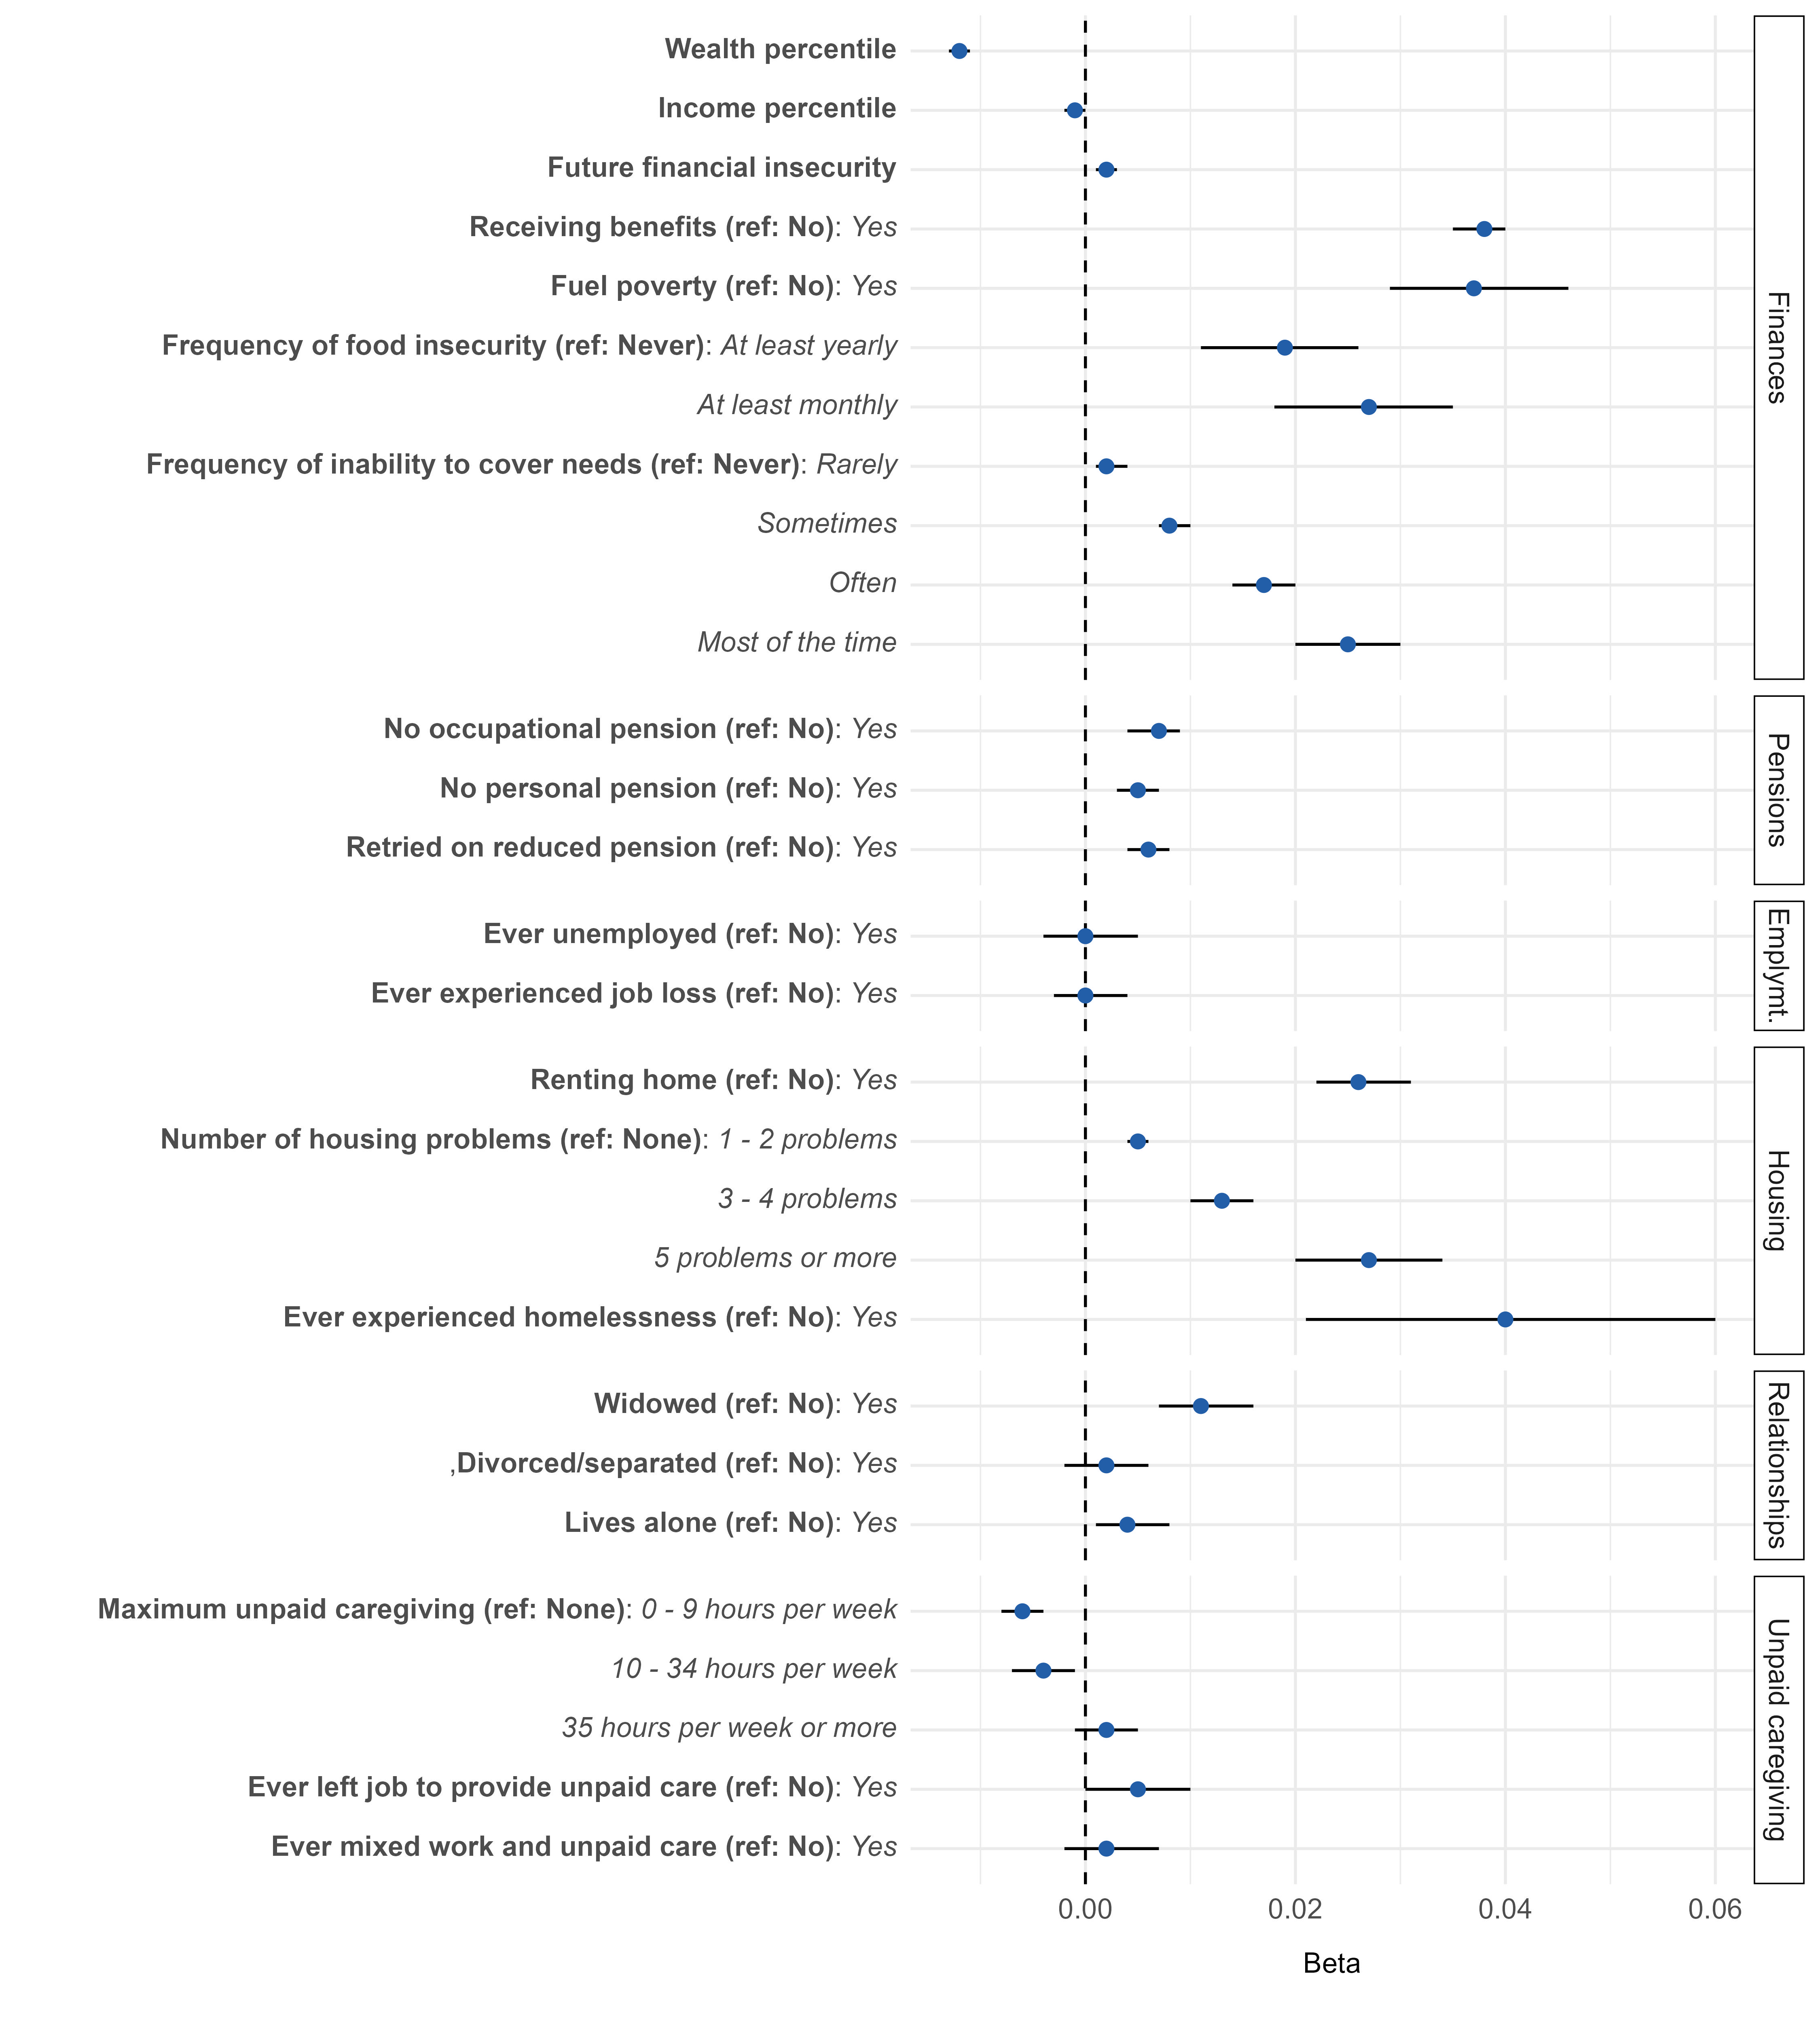 Wealth percentile
Income percentile
Future financial insecurity
Receiving benefits (ref: No): Yes
Fuel poverty (ref: No): Yes
Frequency of food insecurity (ref: Never): At least yearly
At least monthly
Frequency of inability to cover needs (ref: Never): Rarely
Sometimes
Often
Most of the time
Finances
No occupational pension (ref: No): Yes
No personal pension (ref: No): Yes
Retried on reduced pension (ref: No): Yes
Pensions
Ever unemployed (ref: No): Yes
Ever experienced job loss (ref: No): Yes
Emplymt.
Renting home (ref: No): Yes
Number of housing problems (ref: None): 1 - 2 problems
3 - 4 problems
5 problems or more
Ever experienced homelessness (ref: No): Yes
Housing
Widowed (ref: No): Yes
,Divorced/separated (ref: No): Yes
Lives alone (ref: No): Yes
Relationships
Maximum unpaid caregiving (ref: None): 0 - 9 hours per week
10 - 34 hours per week
35 hours per week or more
Ever left job to provide unpaid care (ref: No): Yes
Ever mixed work and unpaid care (ref: No): Yes
Unpaid caregiving
0.00 0.02 0.04 0.06
Beta